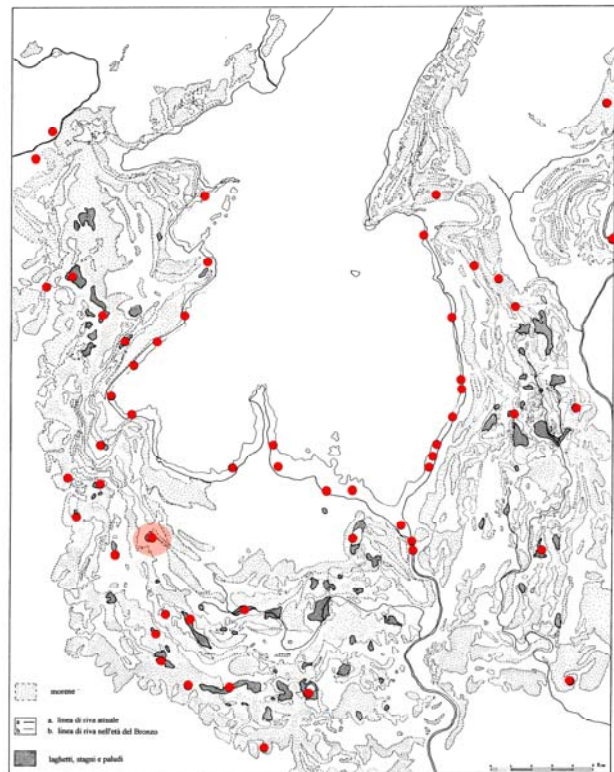 morene
a. linea di riva attuale
b. linea di riva nell'età del Bronzo
laghetti, stagni e paludi